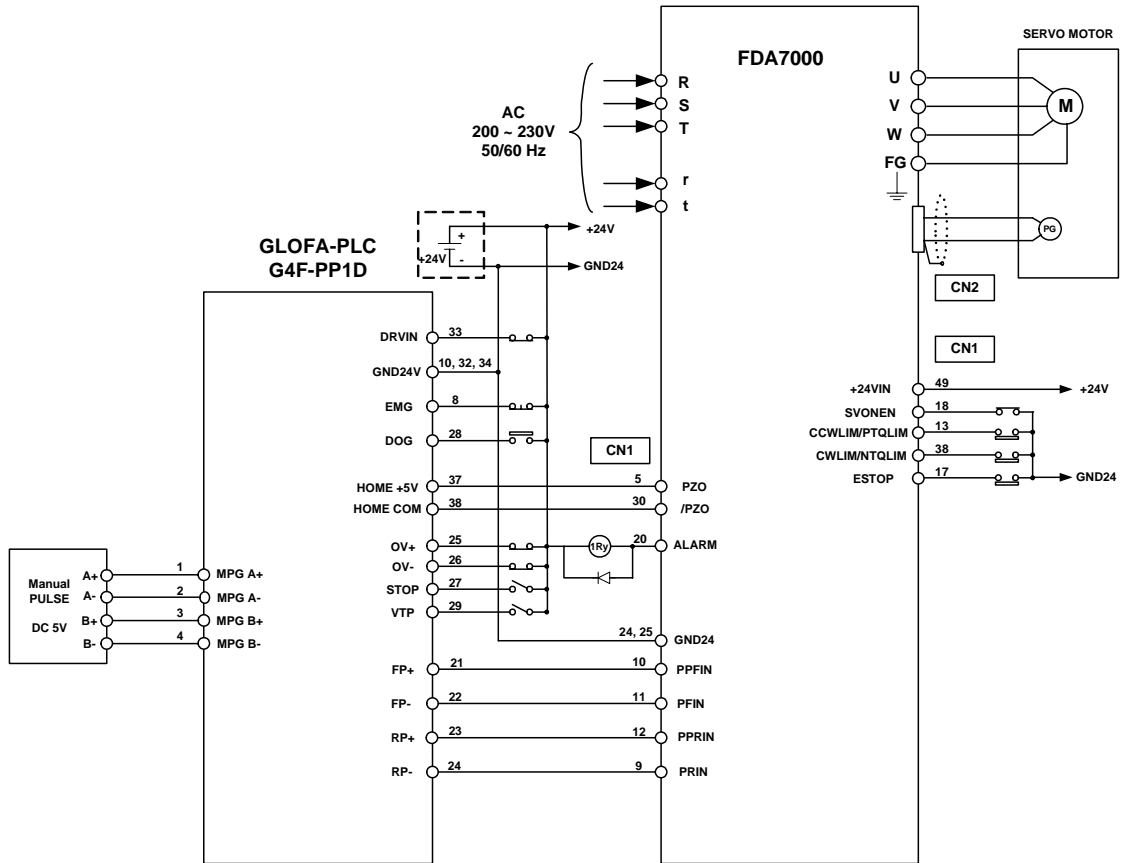 SERVO MOTOR
FDA7000
R
S
T
r
t
AC
200 ~ 230V
50/60 Hz
U
V
W
FG
M
PG
CN2
CN1
+24V
GND24
+
+24V
-
GLOFA-PLC
G4F-PP1D
DRVIN 33
GND24V 10, 32, 34
EMG 8
DOG 28
CN1
HOME +5V 37 5 PZO
HOME COM 38 30 /PZO
OV+ 25 1Ry 20 ALARM
OV- 26
STOP 27
VTP 29
24, 25 GND24
FP+ 21 10 PPFIN
FP- 22 11 PFIN
RP+ 23 12 PPRIN
RP- 24 9 PRIN
+24VIN 49 +24V
SVONEN 18
CCWLIM/PTQLIM 13
CWLIM/NTQLIM 38
ESTOP 17 GND24
Manual
PULSE
DC 5V
A+ 1 MPG A+
A- 2 MPG A-
B+ 3 MPG B+
B- 4 MPG B-